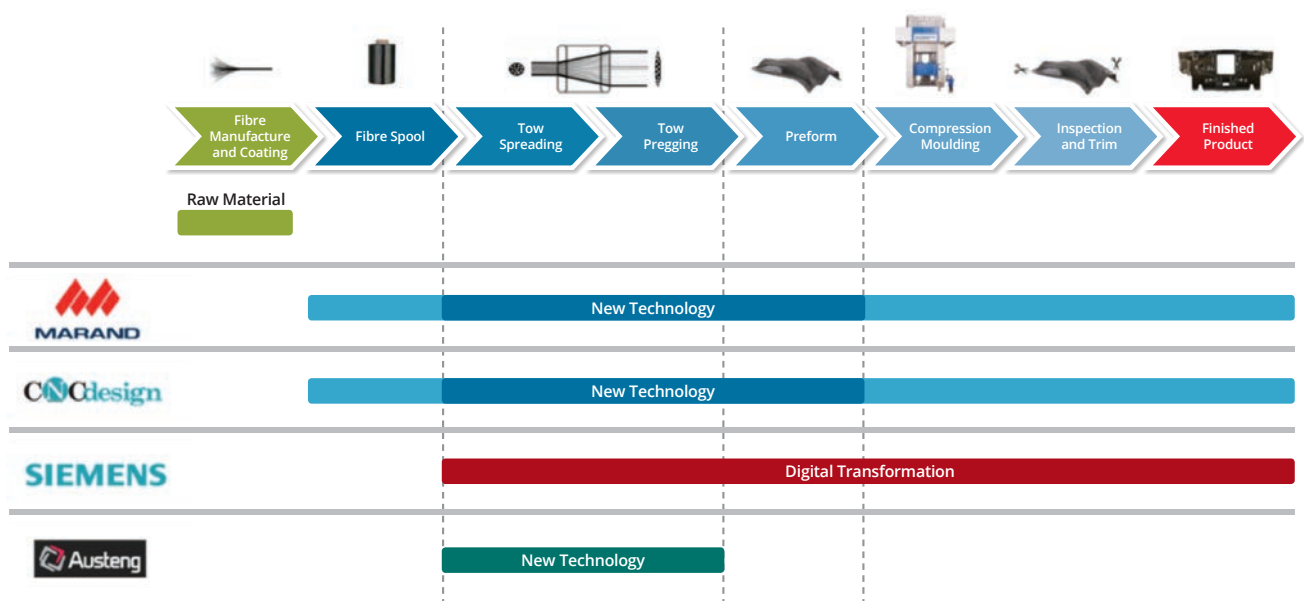 Fibre
Manufacture
and Coating
Fibre Spool
Tow
Spreading
Tow
Pregging
Preform
Compression
Moulding
Inspection
and Trim
Finished
Product
Raw Material
MARAND
New Technology
CNCdesign
New Technology
SIEMENS
Digital Transformation
Austeng
New Technology